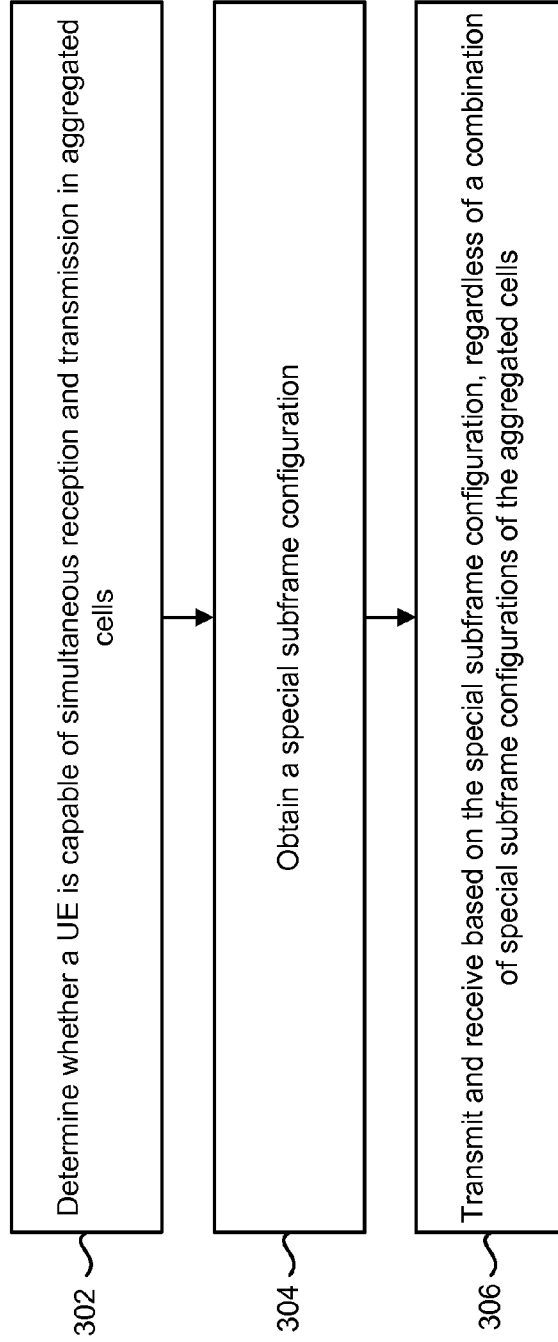 302
Determine whether a UE is capable of simultaneous reception and transmission in aggregated
cells
304
Obtain a special subframe configuration
306
Transmit and receive based on the special subframe configuration, regardless of a combination
of special subframe configurations of the aggregated cells